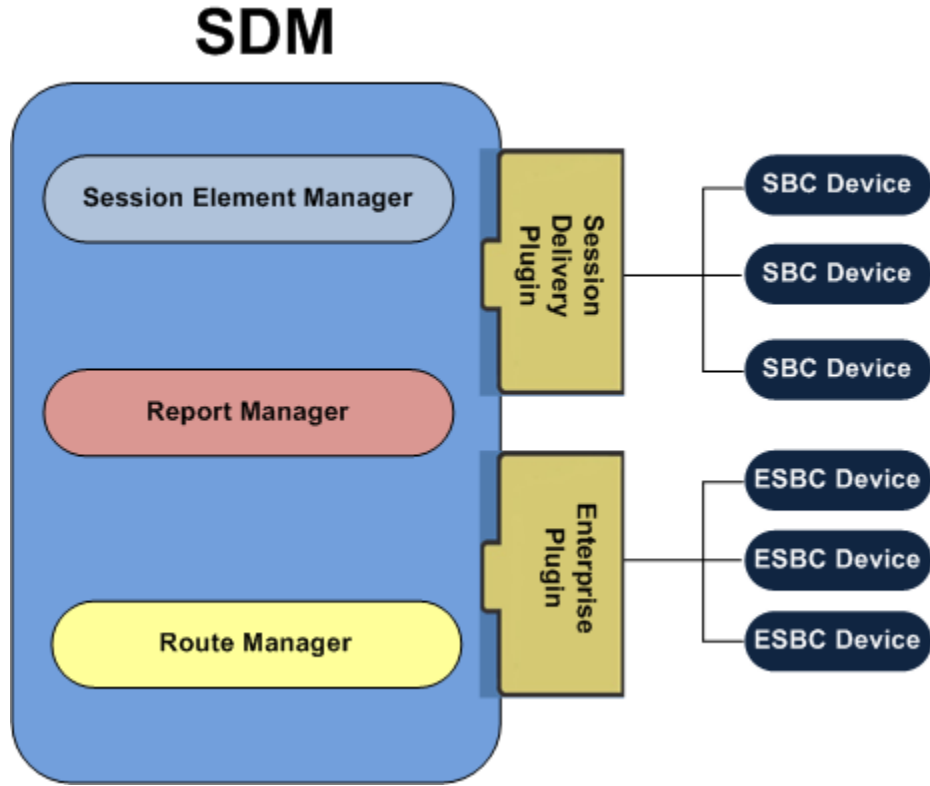 SDM
Session Element Manager
Report Manager
Route Manager
Session
Delivery
Plugin
Enterprise
Plugin
SBC Device
SBC Device
SBC Device
ESBC Device
ESBC Device
ESBC Device